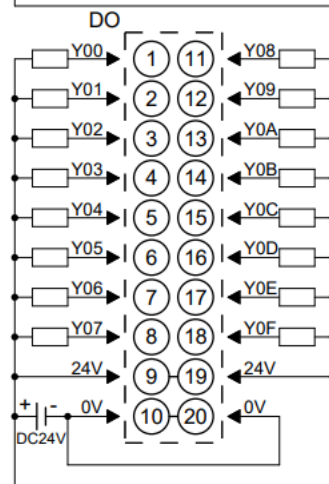 DO
Y00 1 11 Y08
Y01 2 12 Y09
Y02 3 13 Y0A
Y03 4 14 Y0B
Y04 5 15 Y0C
Y05 6 16 Y0D
Y06 7 17 Y0E
Y07 8 18 Y0F
24V 9 19 24V
+ - 0V 10 20 0V
DC24V